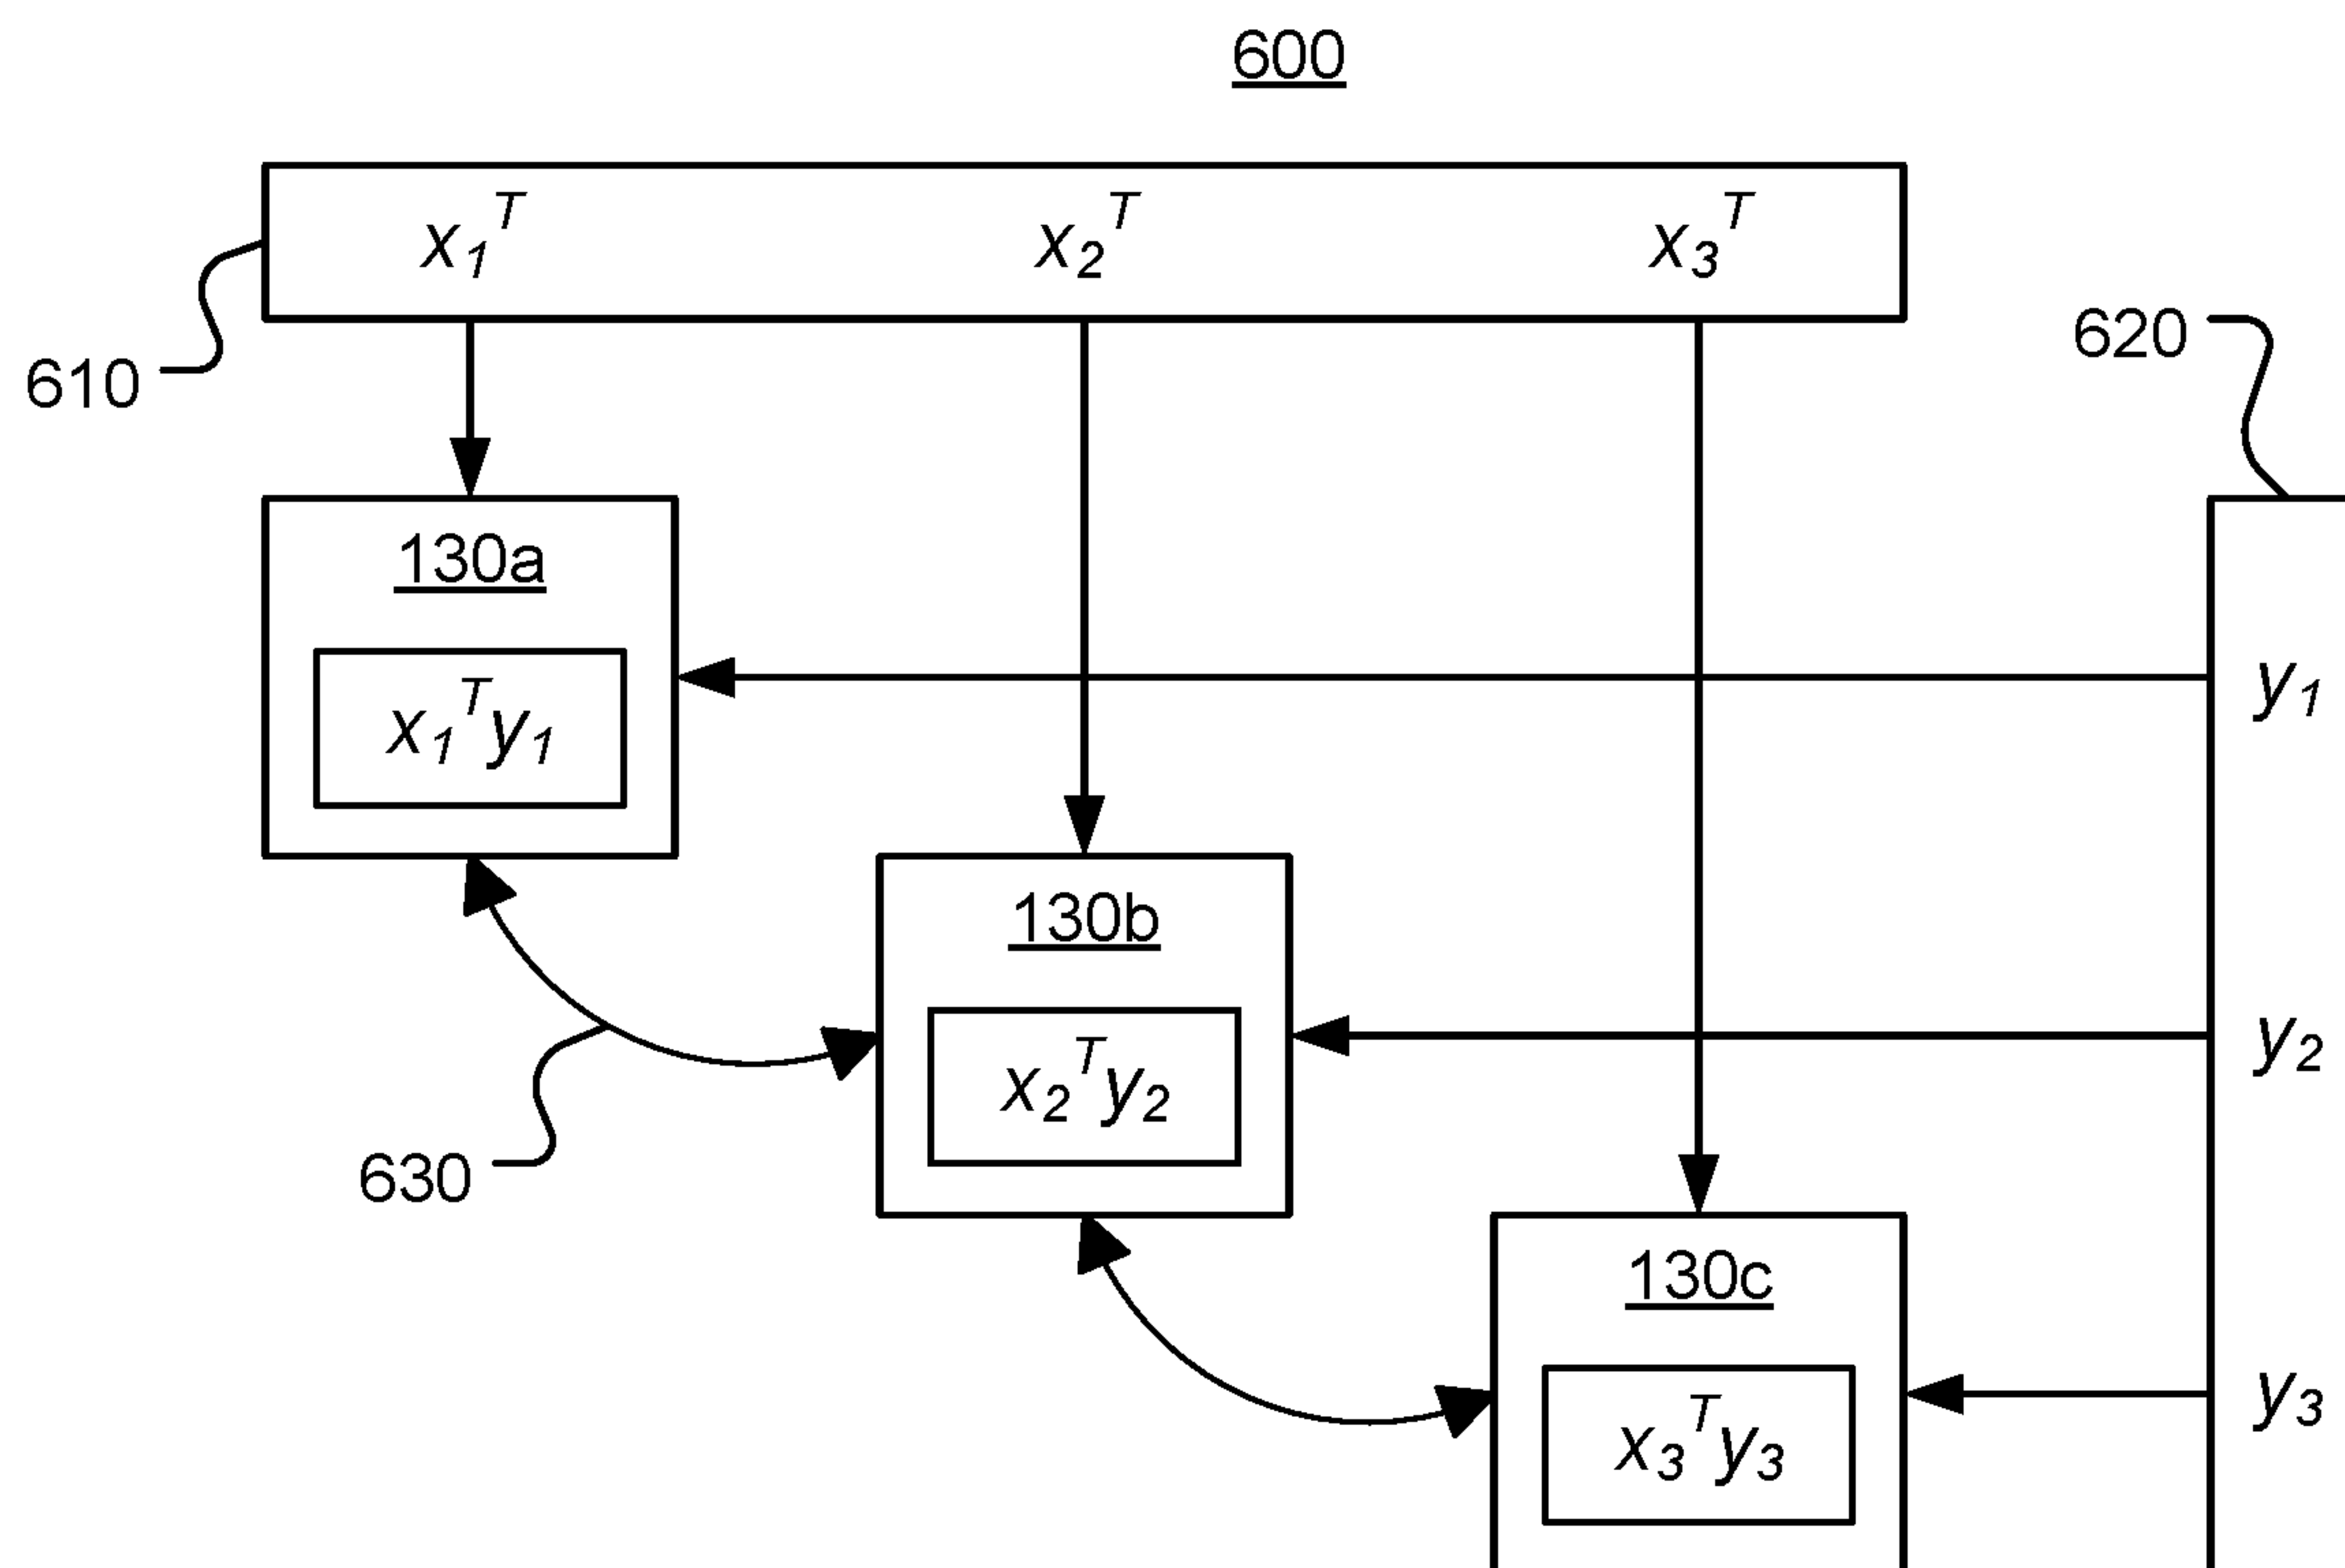 600
x₁ᵀ x₂ᵀ x₃ᵀ
620
610
130a
x₁ᵀy₁
y₁
130b
x₂ᵀy₂
y₂
630
130c
x₃ᵀy₃
y₃